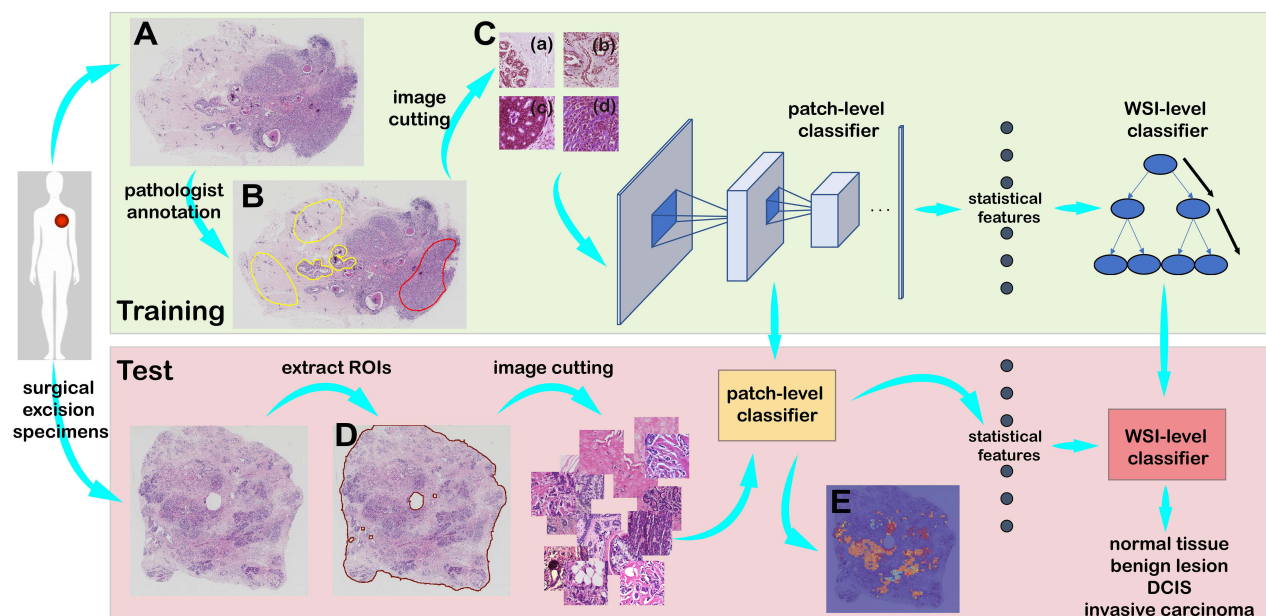 A
pathologist
annotation
B
image
cutting
C
(a)
(b)
(c)
(d)
patch-level
classifier
...
statistical
features
WSI-level
classifier
Training
surgical
excision
specimens
Test
extract ROIs
D
image cutting
patch-level
classifier
E
statistical
features
WSI-level
classifier
normal tissue
benign lesion
DCIS
invasive carcinoma